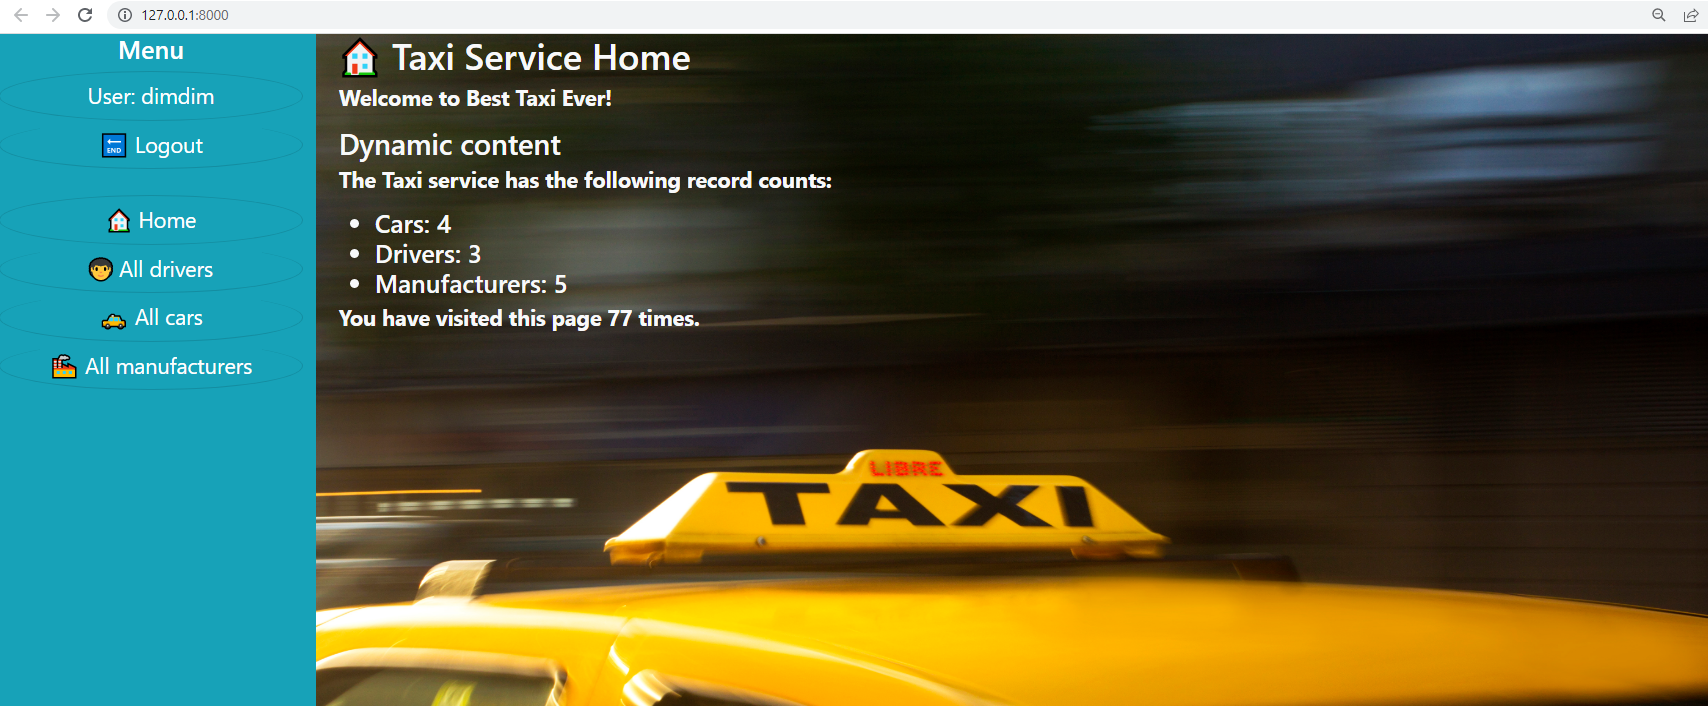 127.0.0.1:8000
Menu
User: dimdim
END
Logout
Home
All drivers
All cars
All manufacturers
Taxi Service Home
Welcome to Best Taxi Ever!
Dynamic content
The Taxi service has the following record counts:
Cars: 4
Drivers: 3
Manufacturers: 5
You have visited this page 77 times.
LIBRE
TAXI